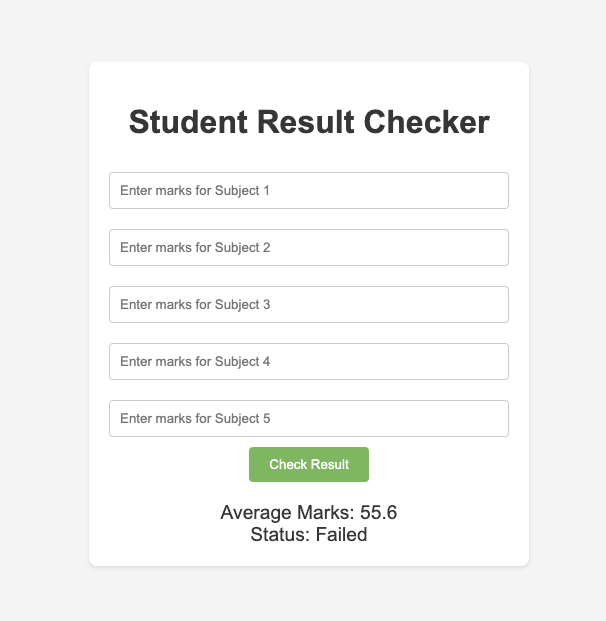 Student Result Checker
Enter marks for Subject 1
Enter marks for Subject 2
Enter marks for Subject 3
Enter marks for Subject 4
Enter marks for Subject 5
Check Result
Average Marks: 55.6
Status: Failed